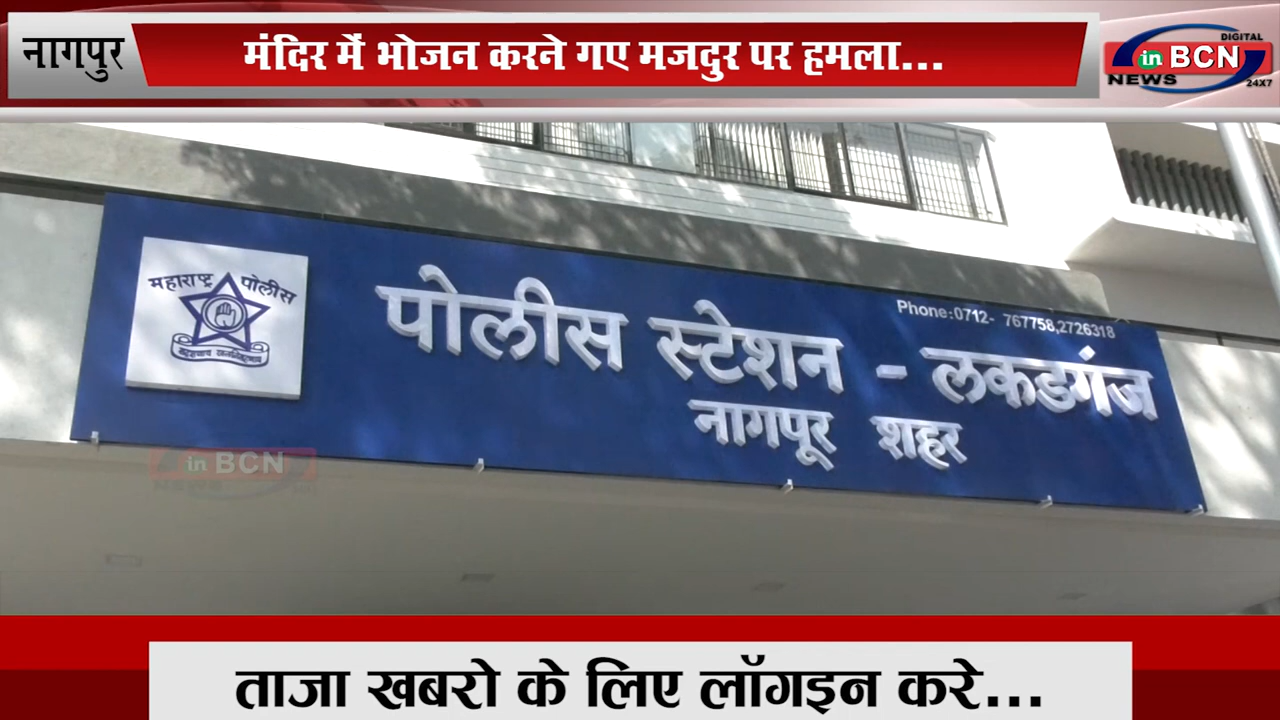 नागपुर
मंदिर में भोजन करने गए मजदुर पर हमला...
DIGITAL
in BCN
NEWS 24X7
महाराष्ट्र पोलीस
Phone:0712- 767758,2726318
पोलीस स्टेशन - लकडगंज
नागपूर शहर
in BCN
NEWS
ताजा खबरो के लिए लॉगइन करे...